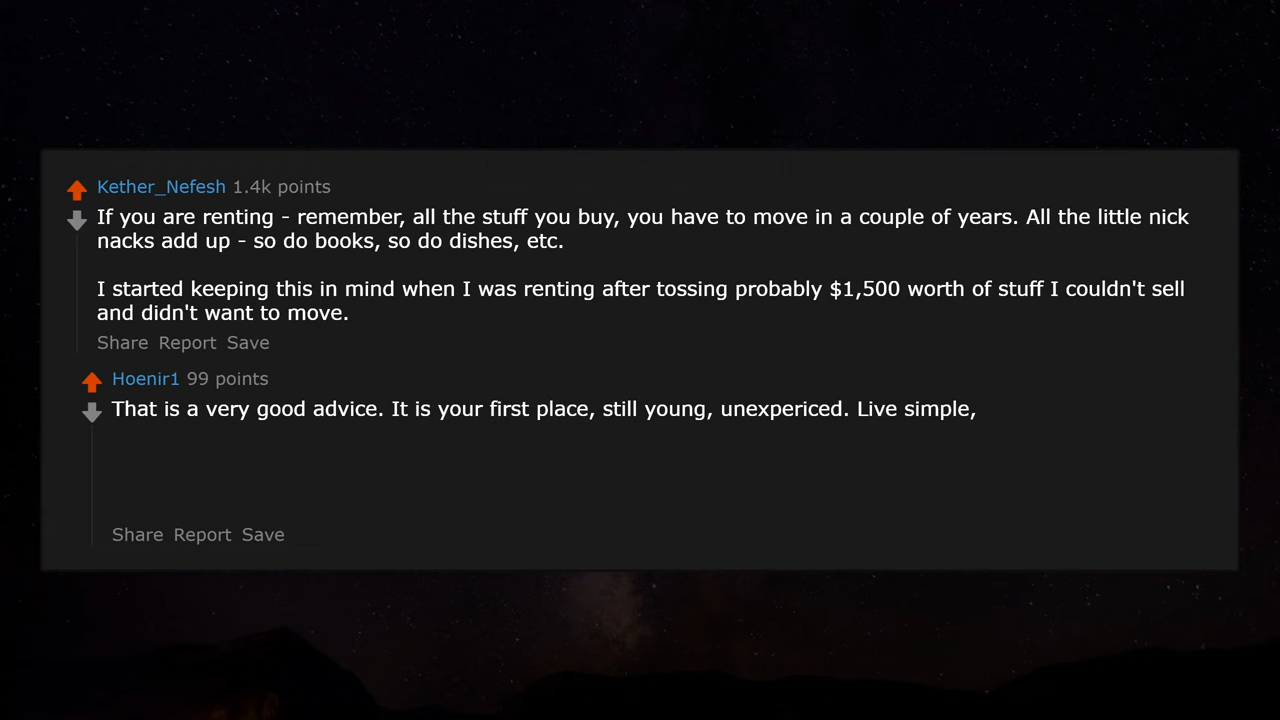 Kether_Nefesh 1.4k points
If you are renting - remember, all the stuff you buy, you have to move in a couple of years. All the little nick
nacks add up - so do books, so do dishes, etc.
I started keeping this in mind when I was renting after tossing probably $1,500 worth of stuff I couldn't sell
and didn't want to move.
Share Report Save
Hoenir1 99 points
That is a very good advice. It is your first place, still young, unexpericed. Live simple,
Share Report Save